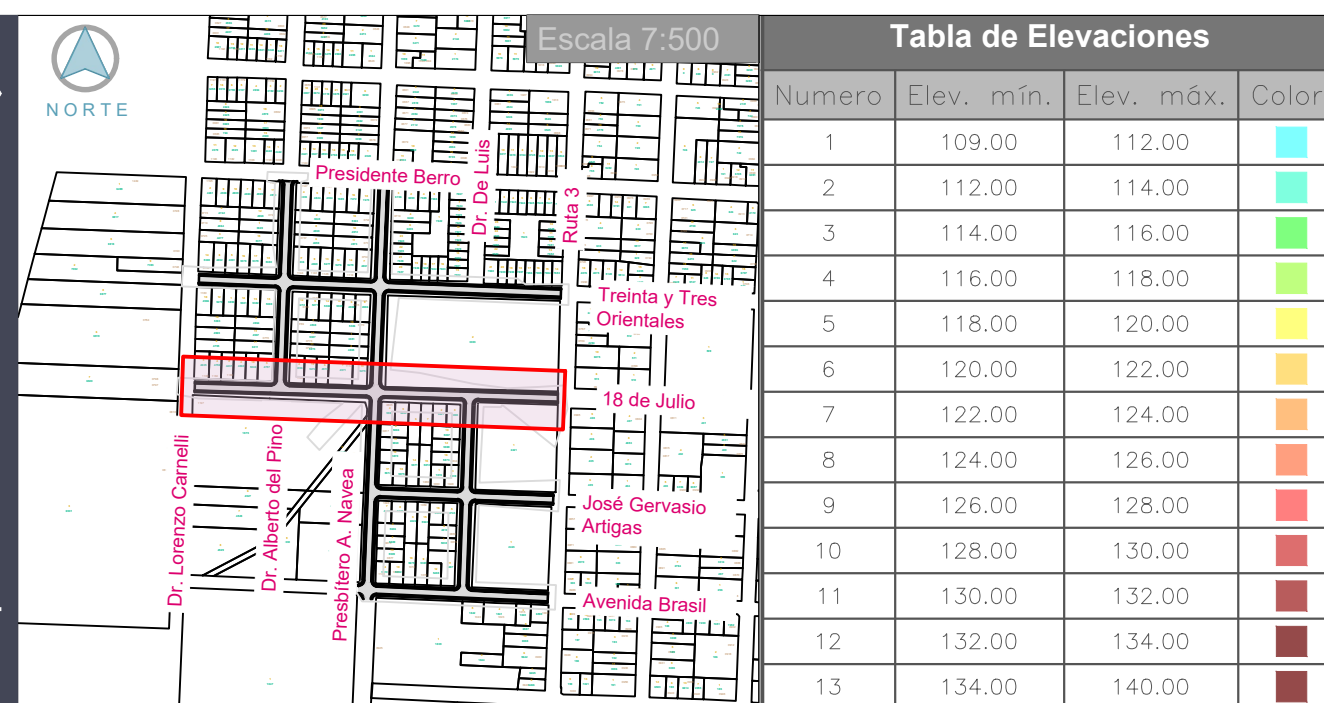 NORTE
Escala 7:500
Presidente Berro
Dr. De Luis
Ruta 3
Treinta y Tres
Orientales
18 de Julio
Dr. Lorenzo Carnelli
Dr. Alberto del Pino
Presbítero A. Navea
José Gervasio
Artigas
Avenida Brasil
Tabla de Elevaciones
Numero Elev. mín. Elev. máx. Color
1 109.00 112.00
2 112.00 114.00
3 114.00 116.00
4 116.00 118.00
5 118.00 120.00
6 120.00 122.00
7 122.00 124.00
8 124.00 126.00
9 126.00 128.00
10 128.00 130.00
11 130.00 132.00
12 132.00 134.00
13 134.00 140.00